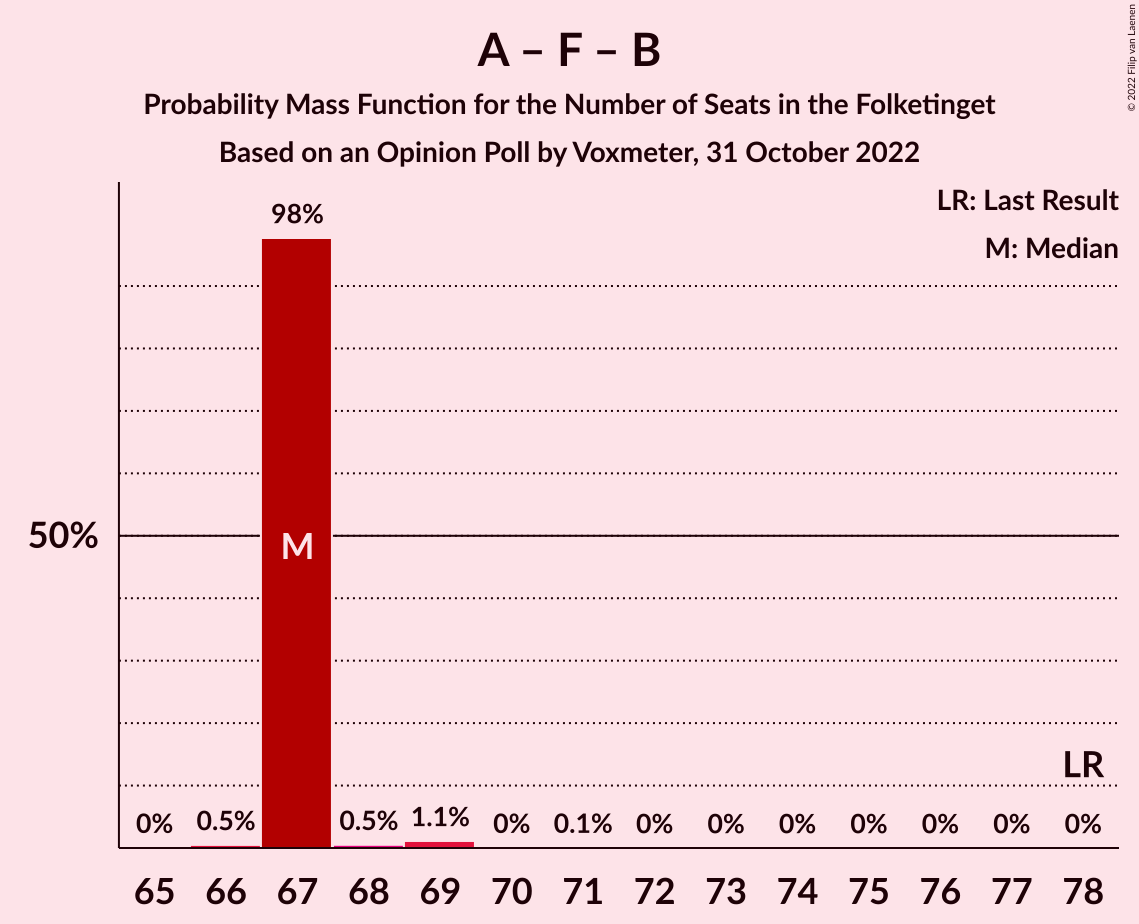 A – F – B
Probability Mass Function for the Number of Seats in the Folketinget
Based on an Opinion Poll by Voxmeter, 31 October 2022
© 2022 Filip van Laenen
LR: Last Result
M: Median
98%
50%
M
LR
0% 0.5% 0.5% 1.1% 0% 0.1% 0% 0% 0% 0% 0% 0% 0%
65 66 67 68 69 70 71 72 73 74 75 76 77 78